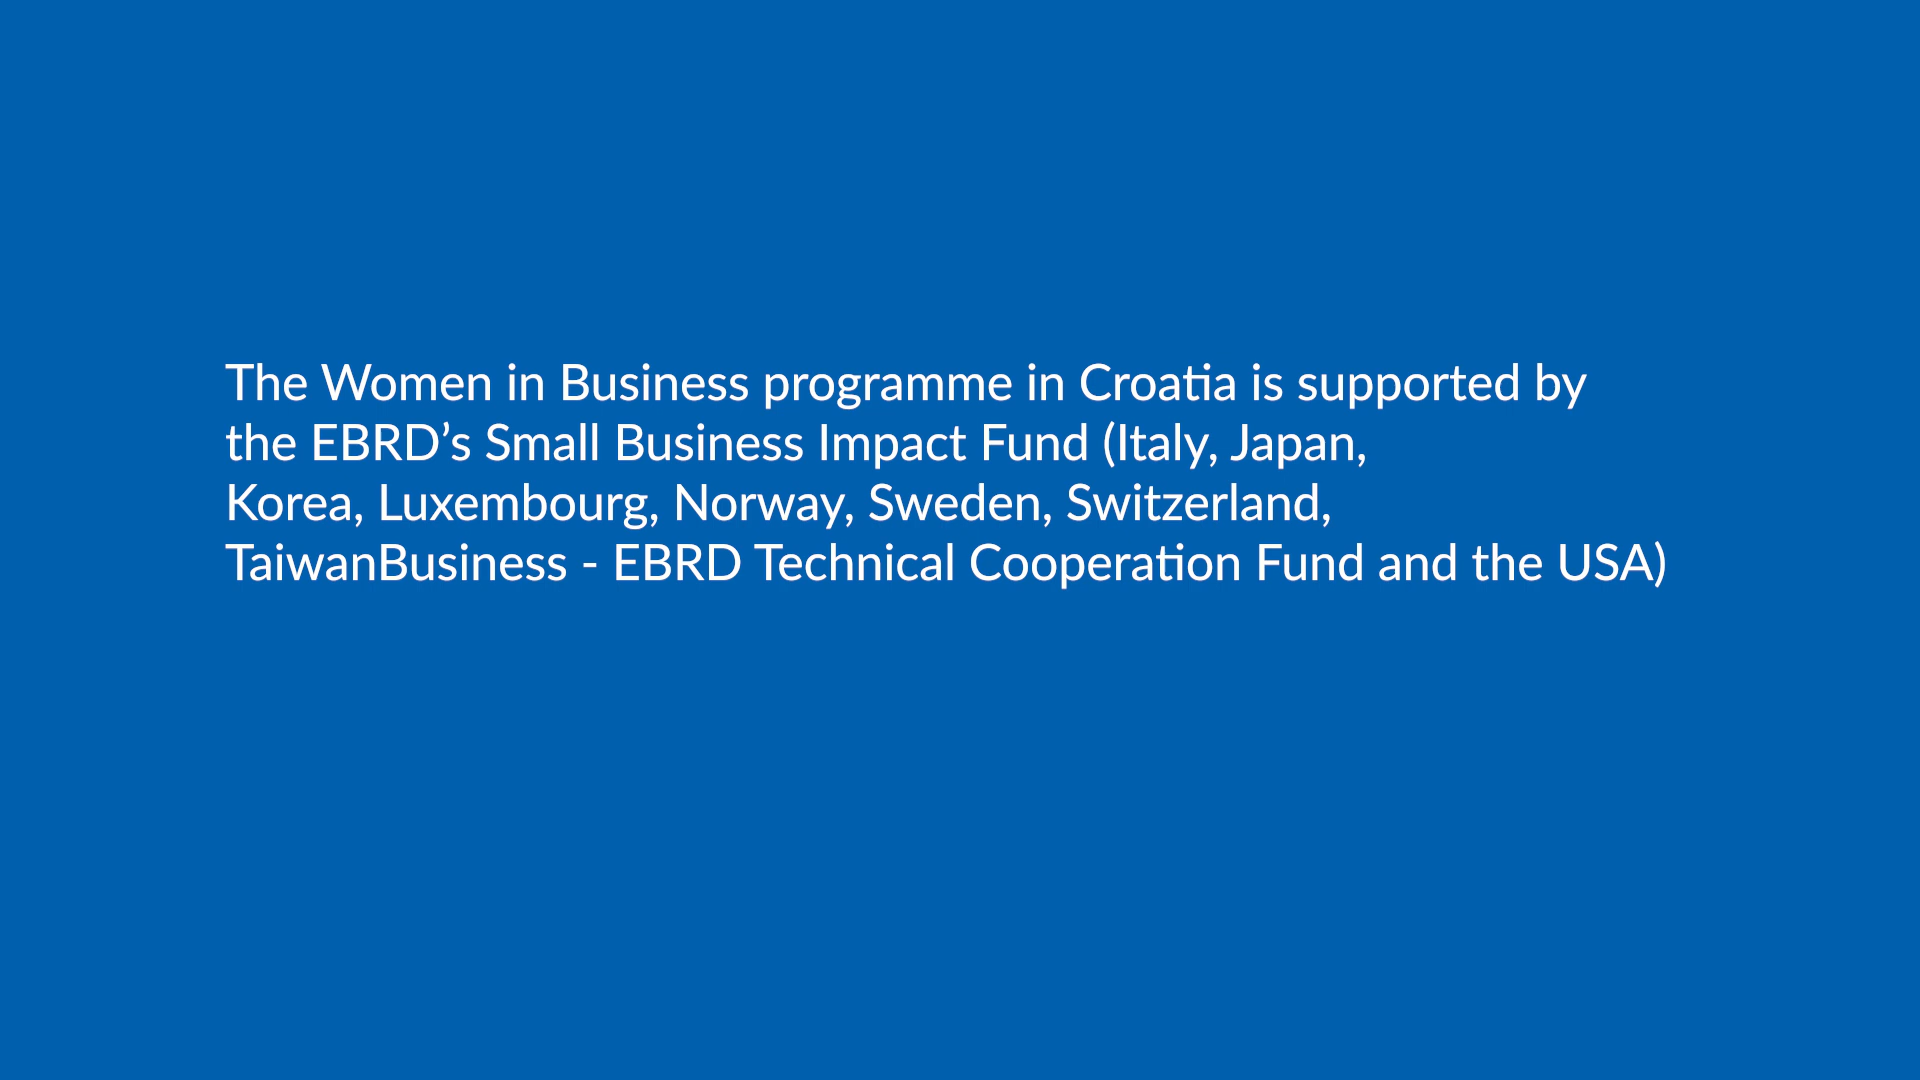 The Women in Business programme in Croatia is supported by
the EBRD’s Small Business Impact Fund (Italy, Japan,
Korea, Luxembourg, Norway, Sweden, Switzerland,
TaiwanBusiness - EBRD Technical Cooperation Fund and the USA)